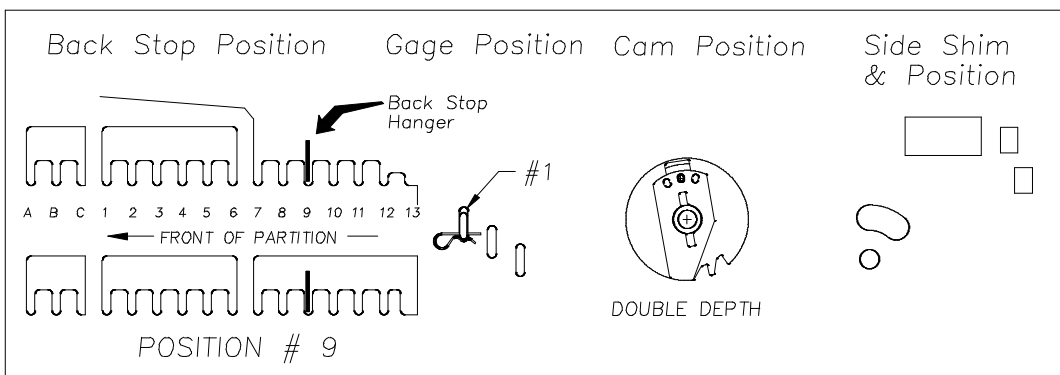 Back Stop Position
Gage Position
Cam Position
Side Shim
& Position
Back Stop
Hanger
#1
A B C 1 2 3 4 5 6 7 8 9 10 11 12 13
FRONT OF PARTITION
DOUBLE DEPTH
POSITION # 9